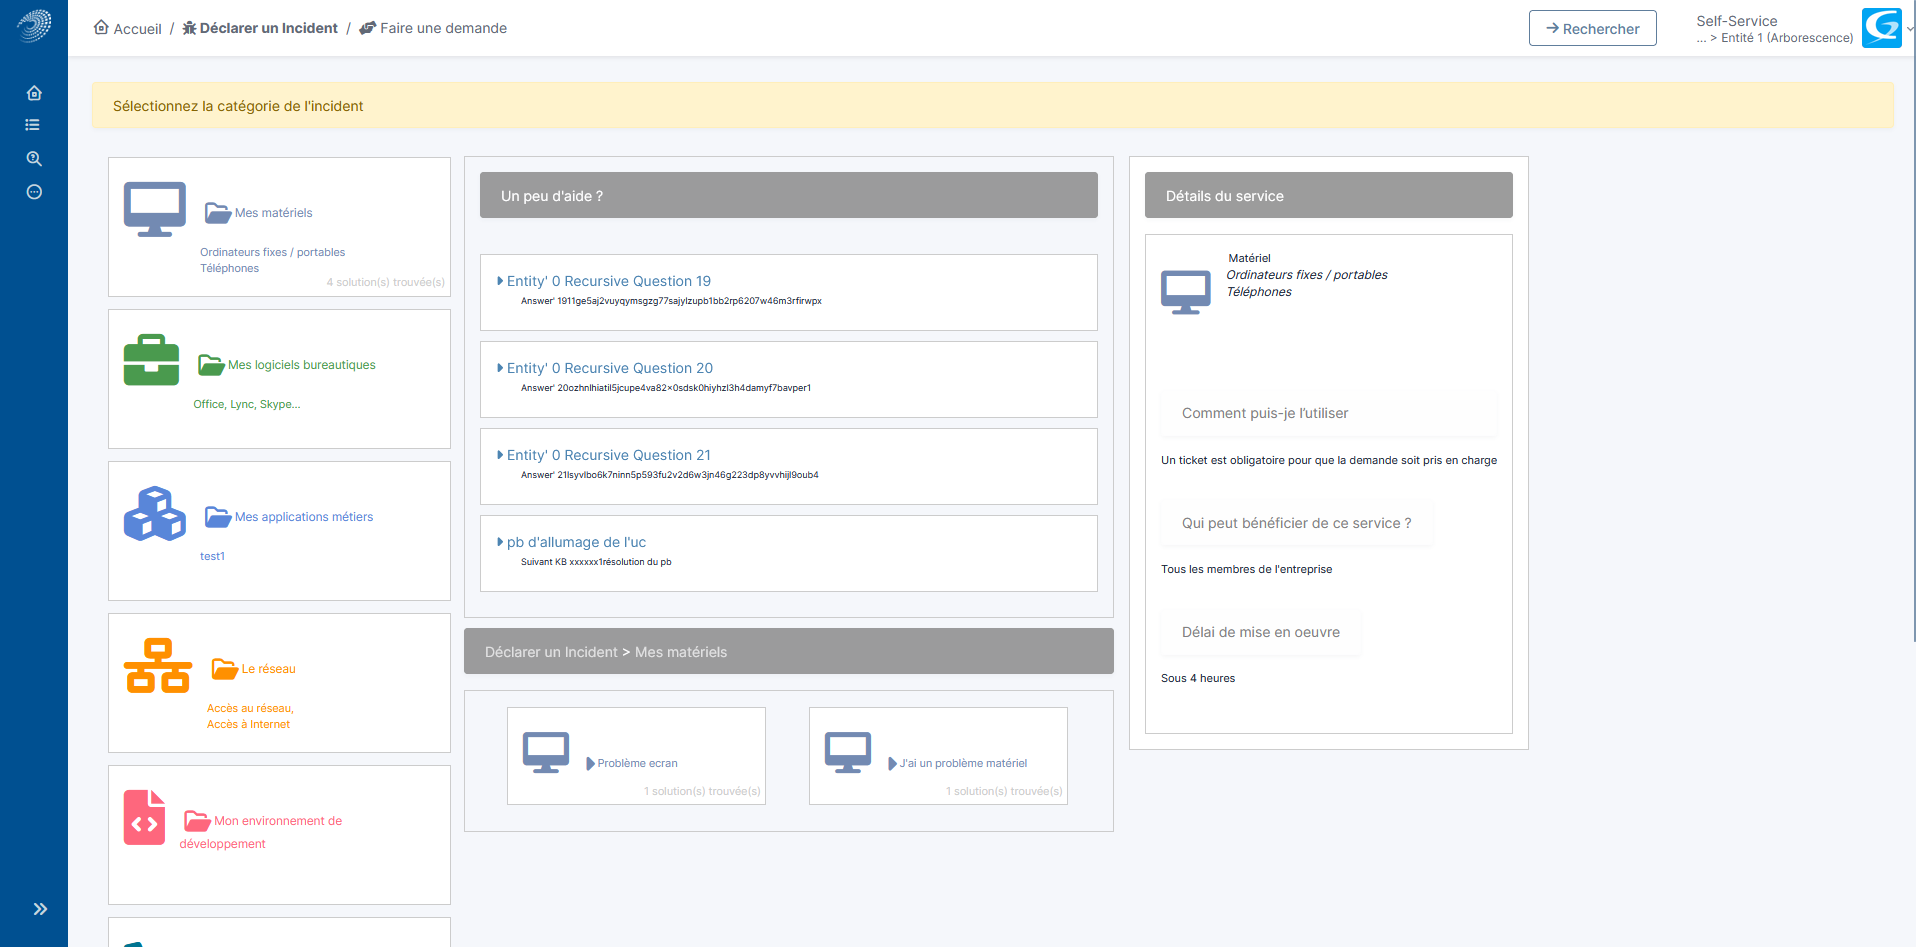 Accueil / Déclarer un Incident / Faire une demande
Rechercher
Self-Service
... > Entité 1 (Arborescence)
Sélectionnez la catégorie de l'incident
Mes matériels
Ordinateurs fixes / portables
Téléphones
4 solution(s) trouvée(s)
Mes logiciels bureautiques
Office, Lync, Skype...
Mes applications métiers
test1
Le réseau
Accès au réseau,
Accès à Internet
Mon environnement de
développement
Un peu d'aide ?
Entity' 0 Recursive Question 19
Answer' 1911ge5aj2vuyqymsgzg77sajylzupb1bb2rp6207w46m3rfirwpx
Entity' 0 Recursive Question 20
Answer' 20ozhnlhiatil5jcupe4va82x0sdsk0hiyhzl3h4damyf7bavper1
Entity' 0 Recursive Question 21
Answer' 21lsyvlbo6k7ninn5p593fu2v2d6w3jn46g223dp8yvvhijl9oub4
pb d'allumage de l'uc
Suivant KB xxxxxx1résolution du pb
Déclarer un Incident > Mes matériels
Problème ecran
1 solution(s) trouvée(s)
J'ai un problème matériel
1 solution(s) trouvée(s)
Détails du service
Matériel
Ordinateurs fixes / portables
Téléphones
Comment puis-je l’utiliser
Un ticket est obligatoire pour que la demande soit pris en charge
Qui peut bénéficier de ce service ?
Tous les membres de l'entreprise
Délai de mise en oeuvre
Sous 4 heures